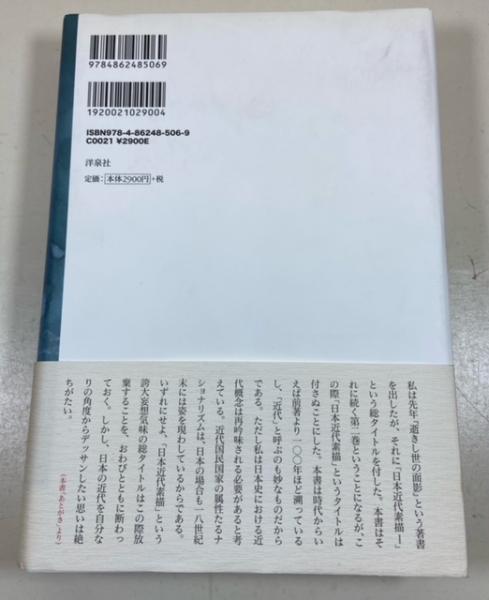 9784862485069
1920021029004
ISBN978-4-86248-506-9
C0021 ¥2900E
洋泉社
定価：本体2900円＋税
私は先年、『逝きし世の面影』という著書
を出したが、それに「日本近代素描Ⅰ」
という総タイトルを付した。本書はそ
れに続く第二巻ということになるが、こ
の際、「日本近代素描」というタイトルは
付さぬことにした。本書は時代からい
えば前著より一〇〇年ほど溯っている
し、「近代」と呼ぶのも妙なものだから
である。ただし私は日本史における近
代概念は再吟味される必要があると考
えている。近代国民国家の属性たるナ
ショナリズムは、日本の場合も一八世紀
末には姿を現わしているからである。
いずれにせよ、「日本近代素描」という
誇大妄想気味の総タイトルはこの際放
棄することを、おわびとともに断わっ
ておく。しかし、日本の近代を自分な
りの角度からデッサンしたい思いは絶
ちがたい。
（本書「あとがき」より）